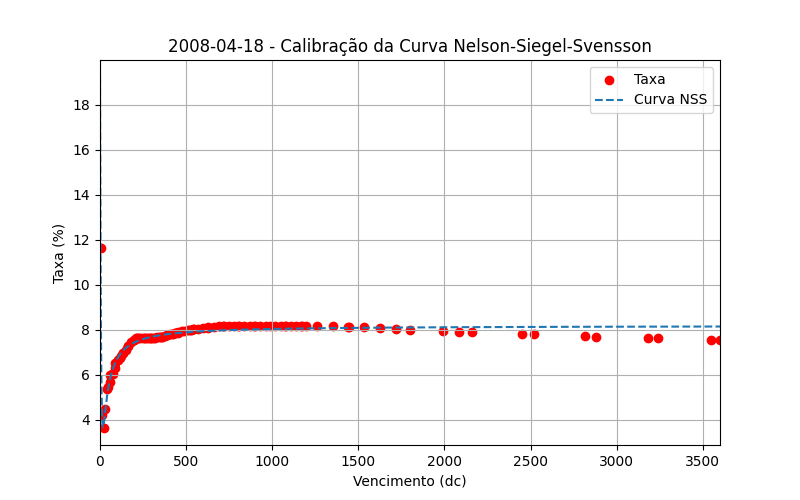 2008-04-18 - Calibração da Curva Nelson-Siegel-Svensson
Taxa
Curva NSS
18
16
14
12
10
8
6
4
Taxa (%)
0 500 1000 1500 2000 2500 3000 3500
Vencimento (dc)